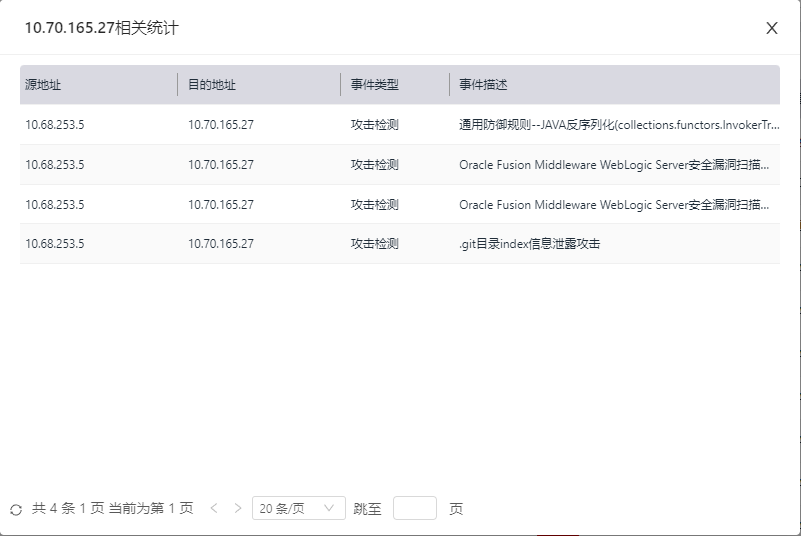 10.70.165.27相关统计 X
源地址 目的地址 事件类型 事件描述
10.68.253.5 10.70.165.27 攻击检测 通用防御规则--JAVA反序列化(collections.functors.InvokerTr...
10.68.253.5 10.70.165.27 攻击检测 Oracle Fusion Middleware WebLogic Server安全漏洞扫描...
10.68.253.5 10.70.165.27 攻击检测 Oracle Fusion Middleware WebLogic Server安全漏洞扫描...
10.68.253.5 10.70.165.27 攻击检测 .git目录index信息泄露攻击
共 4 条 1 页 当前为第 1 页 20 条/页 跳至 页